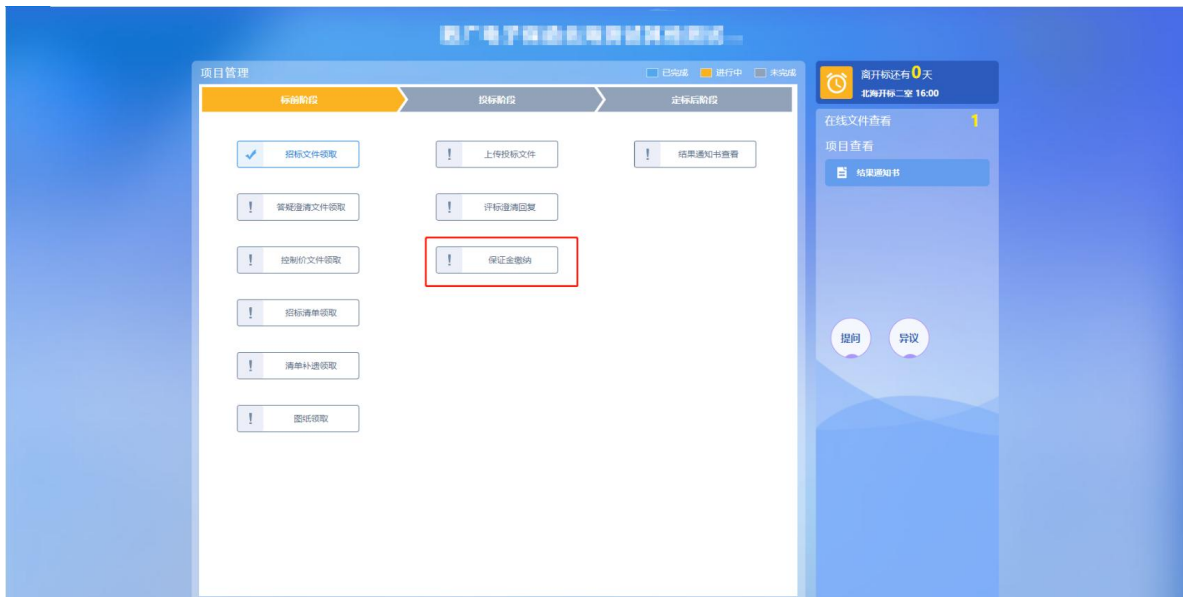 项目管理
已完成 进行中 未完成
标前阶段
投标阶段
定标后阶段
招标文件领取
答疑澄清文件领取
控制价文件领取
招标清单领取
清单补遗领取
图纸领取
上传投标文件
评标澄清回复
保证金缴纳
结果通知书查看
离开标还有0天
北海开标二室 16:00
在线文件查看 1
项目查看
结果通知书
提问
异议